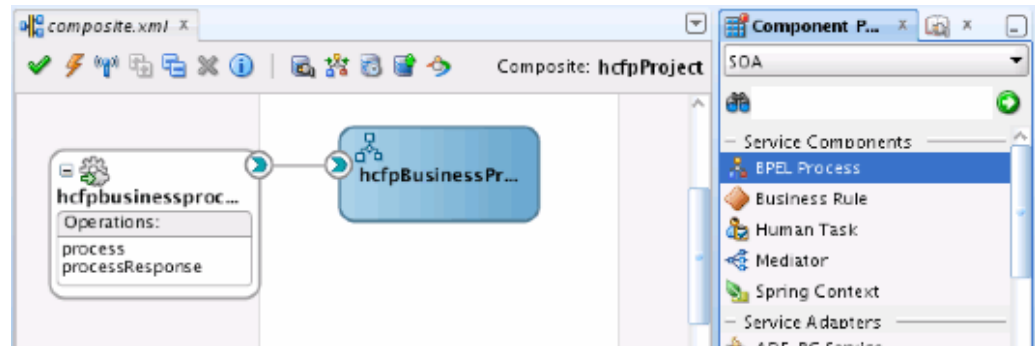 composite.xml x
Component P... x x
Composite: hcfpProject
SOA
Service Components
BPEL Process
Business Rule
Human Task
Mediator
Spring Context
Service Adapters
hcfpbusinessproc...
Operations:
process
processResponse
hcfpBusinessPr...